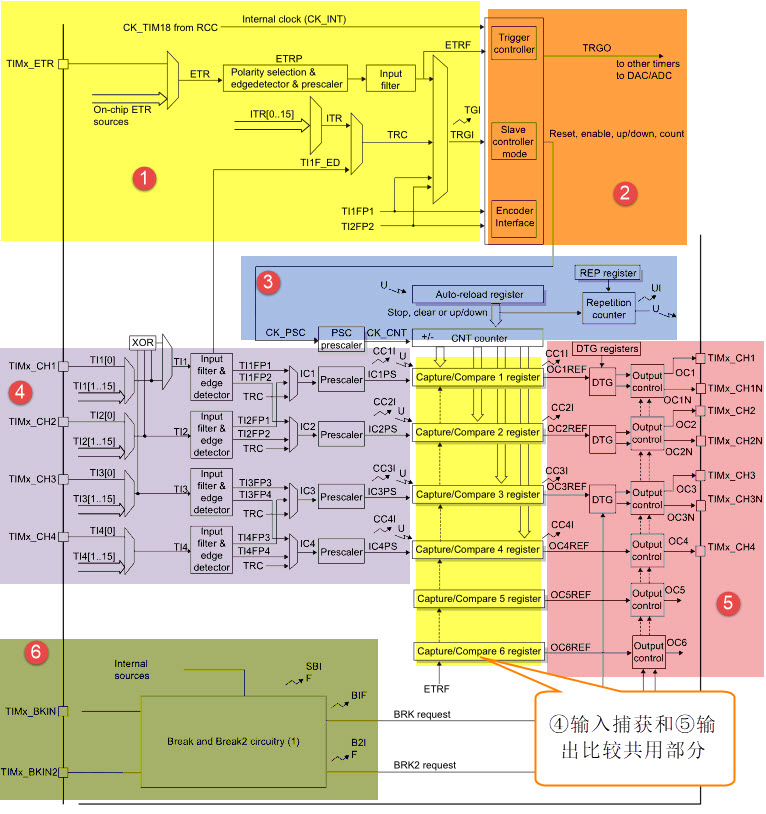 Internal clock (CK_INT)
CK_TIM18 from RCC
ETRF
Trigger
controller
TRGO
to other timers
to DAC/ADC
TIMx_ETR
ETR
ETRP
Polarity selection &
edgedetector & prescaler
Input
filter
On-chip ETR
sources
ITR[0..15]
ITR
TRC
TGI
TRGI
Slave
controller
mode
Reset, enable, up/down, count
TI1F_ED
1
2
TI1FP1
TI2FP2
Encoder
Interface
3
U
Auto-reload register
REP register
UI
Stop, clear or up/down
Repetition
counter
U
CK_PSC
PSC
prescaler
CK_CNT
+/-
CNT counter
DTG registers
XOR
4
TIMx_CH1
TI1[0]
TI1[1..15]
TI1
Input
filter &
edge
detector
TI1FP1
TI1FP2
TRC
IC1
Prescaler
IC1PS
CC1I
U
Capture/Compare 1 register
CC1I
OC1REF
DTG
Output
control
OC1
OC1N
TIMx_CH1
TIMx_CH1N
TIMx_CH2
TI2[0]
TI2[1..15]
TI2
Input
filter &
edge
detector
TI2FP1
TI2FP2
TRC
IC2
Prescaler
IC2PS
CC2I
U
Capture/Compare 2 register
CC2I
OC2REF
DTG
Output
control
OC2
OC2N
TIMx_CH2
TIMx_CH2N
TIMx_CH3
TI3[0]
TI3[1..15]
TI3
Input
filter &
edge
detector
TI3FP3
TI3FP4
TRC
IC3
Prescaler
IC3PS
CC3I
U
Capture/Compare 3 register
CC3I
OC3REF
DTG
Output
control
OC3
OC3N
TIMx_CH3
TIMx_CH3N
TIMx_CH4
TI4[0]
TI4[1..15]
TI4
Input
filter &
edge
detector
TI4FP3
TI4FP4
TRC
IC4
Prescaler
IC4PS
CC4I
U
Capture/Compare 4 register
CC4I
OC4REF
Output
control
OC4
TIMx_CH4
Capture/Compare 5 register
OC5REF
Output
control
OC5
5
Capture/Compare 6 register
OC6REF
Output
control
OC6
ETRF
6
Internal
sources
SBI
F
TIMx_BKIN
BIF
BRK request
Break and Break2 circuitry (1)
B2I
F
TIMx_BKIN2
BRK2 request
④输入捕获和⑤输
出比较共用部分